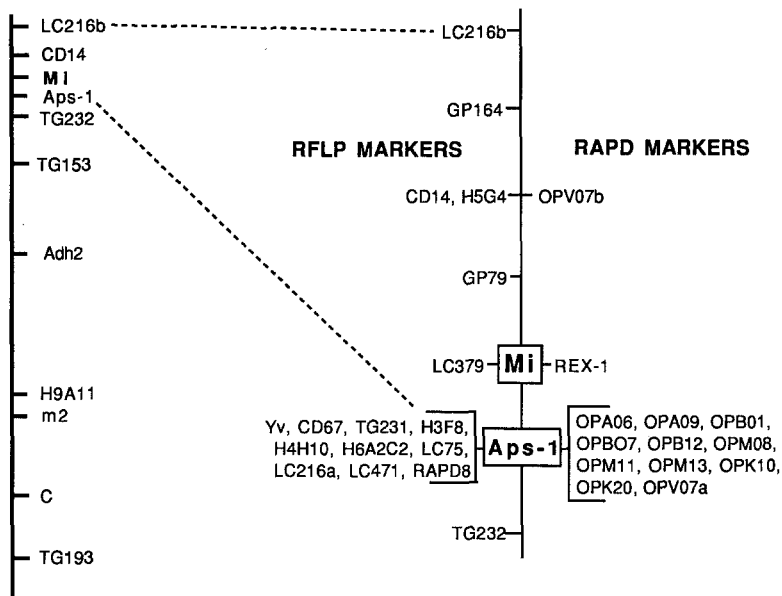 LC216b
CD14
Mi
Aps-1
TG232
TG153
Adh2
H9A11
m2
C
TG193
RFLP MARKERS
RAPD MARKERS
LC216b
GP164
CD14, H5G4
OPV07b
GP79
LC379
Mi
REX-1
Yv, CD67, TG231, H3F8,
H4H10, H6A2C2, LC75,
LC216a, LC471, RAPD8
Aps-1
OPA06, OPA09, OPB01,
OPBO7, OPB12, OPM08,
OPM11, OPM13, OPK10,
OPK20, OPV07a
TG232